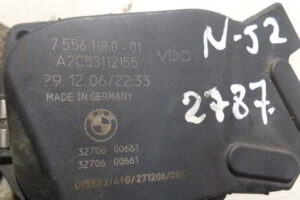 7 556 118.0 - 01
VDO
A2C53112155
29.12.06/22:33
MADE IN GERMANY
BMW
32706 00661
32706 00661
N-52
2787.